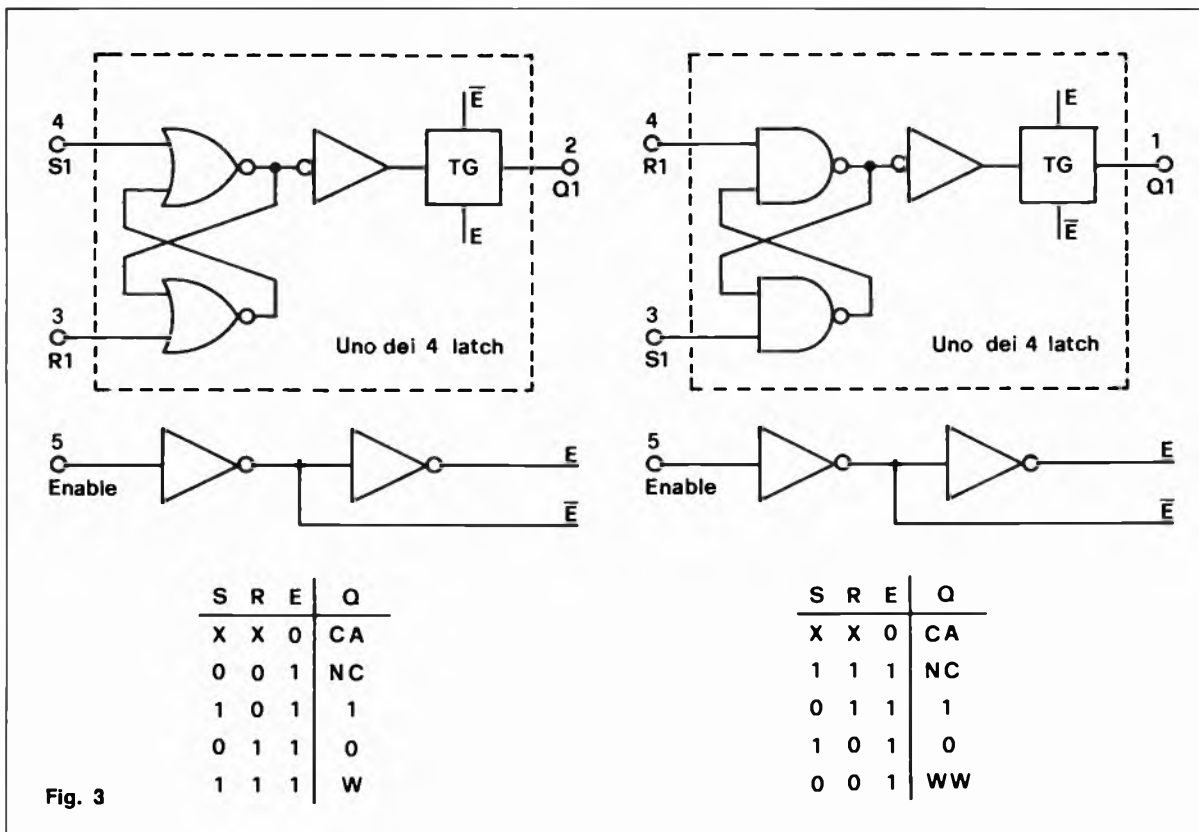 4
S1
3
R1
E̅
TG
E
2
Q1
Uno dei 4 latch
5
Enable
E
E̅
S R E Q
X X 0 CA
0 0 1 NC
1 0 1 1
0 1 1 0
1 1 1 W
4
R1
3
S1
E
TG
E̅
1
Q1
Uno dei 4 latch
5
Enable
E
E̅
S R E Q
X X 0 CA
1 1 1 NC
0 1 1 1
1 0 1 0
0 0 1 WW
Fig. 3